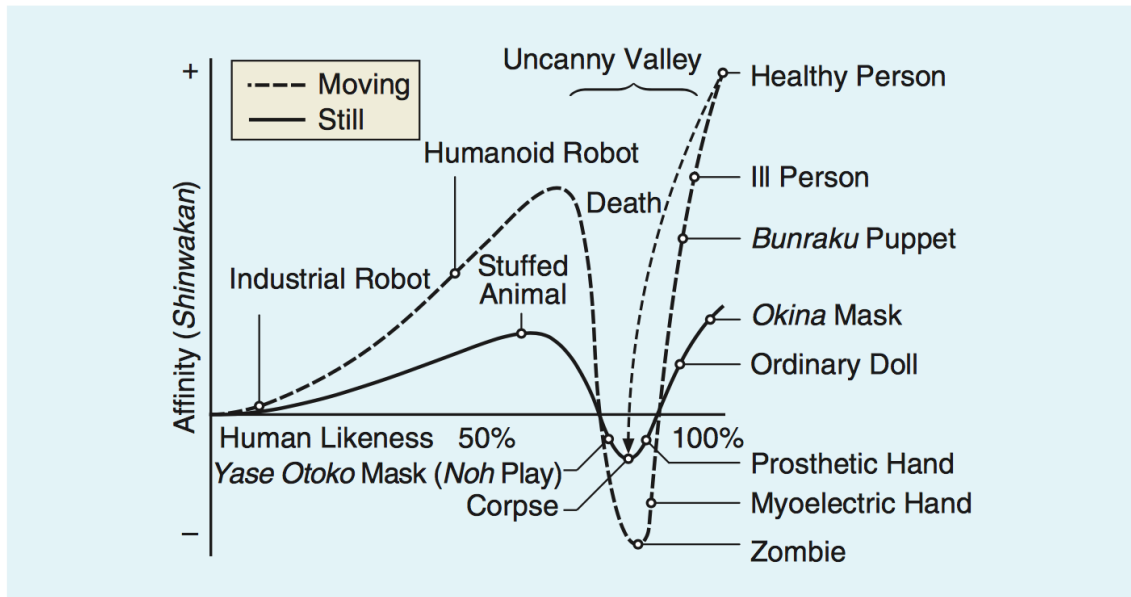 Uncanny Valley
+
Moving
Still
Healthy Person
Humanoid Robot
Ill Person
Death
Bunraku Puppet
Industrial Robot
Stuffed
Animal
Affinity (Shinwakan)
Okina Mask
Ordinary Doll
Human Likeness
50%
100%
Yase Otoko Mask (Noh Play)
Prosthetic Hand
Corpse
Myoelectric Hand
–
Zombie